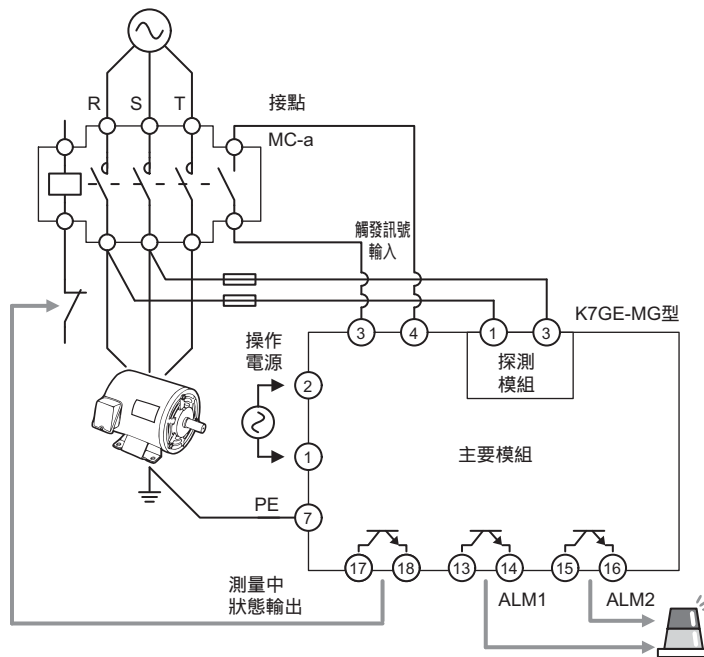 R S T
接點
MC-a
觸發訊號
輸入
K7GE-MG型
3 4 1 3
操作
電源
探測
模組
2
1
主要模組
PE
7
17 18 13 14 15 16
測量中
狀態輸出
ALM1 ALM2